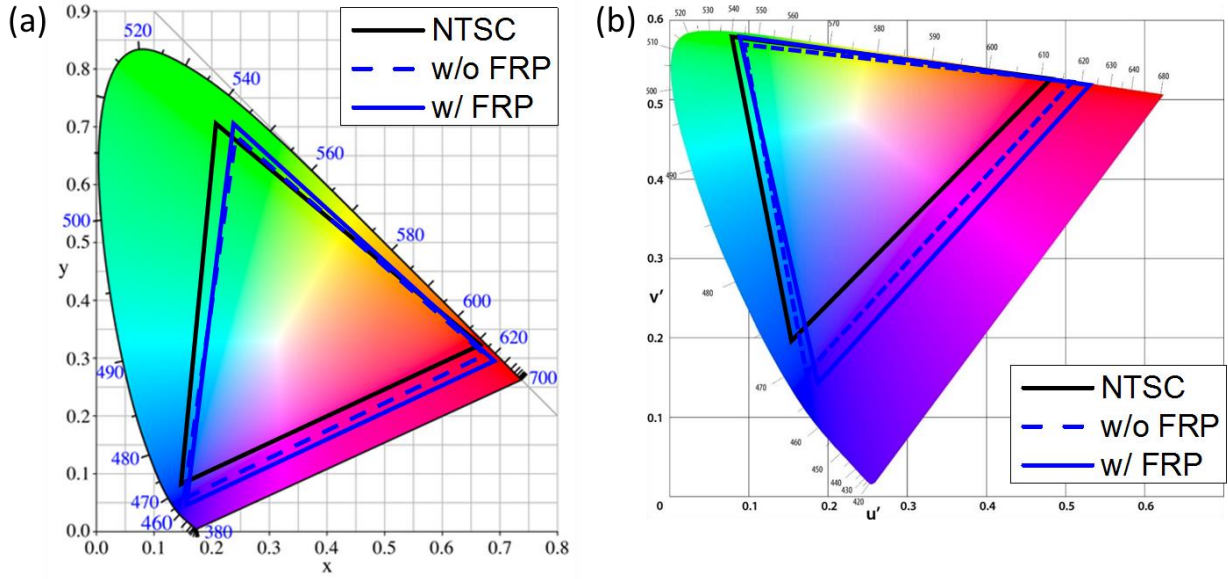 (a)
NTSC
w/o FRP
w/ FRP
0.9
0.8
0.7
0.6
0.5
y
0.4
0.3
0.2
0.1
0.0
0.0 0.1 0.2 0.3 0.4 0.5 0.6 0.7 0.8
x
520
540
560
580
600
620
700
500
490
480
470
460
380
(b)
0.6
0.5
0.4
0.3
v′
0.2
0.1
0 0.1 0.2 0.3 0.4 0.5 0.6
u′
520 530 540 550 560 570 580 590 600 610 620 630 640 680
510
500
490
480
470
460
450
440
430
420
NTSC
w/o FRP
w/ FRP